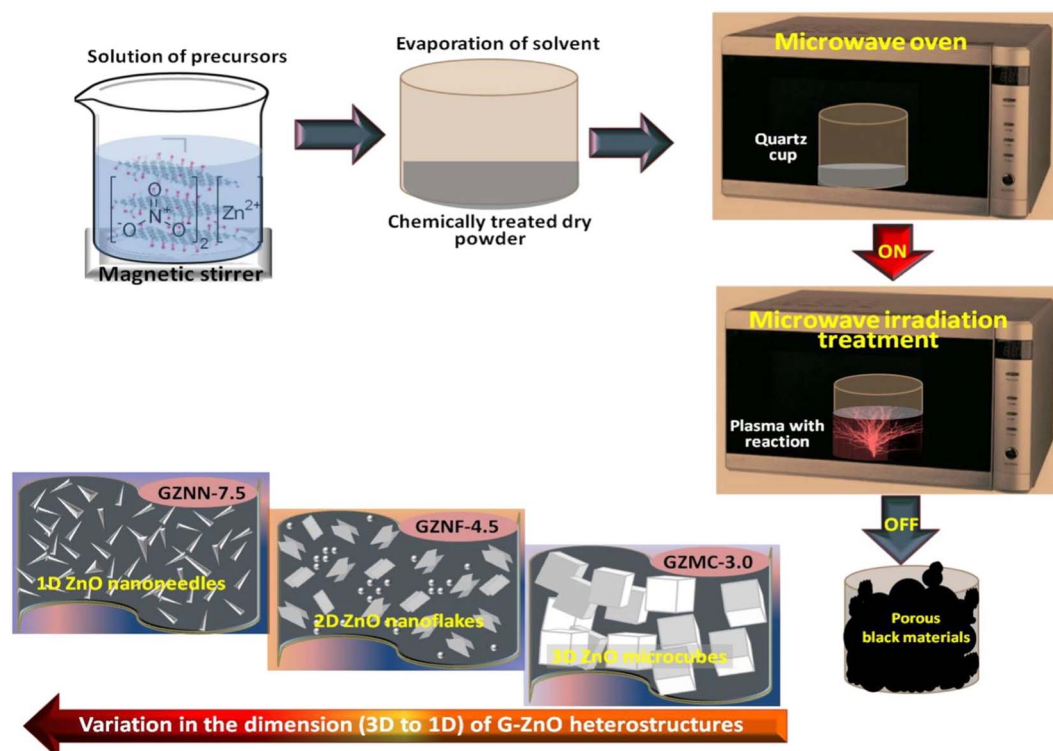 Solution of precursors
O
N+
-O
O
2
Zn2+
Magnetic stirrer
Evaporation of solvent
Chemically treated dry
powder
Microwave oven
Quartz
cup
ON
Microwave irradiation
treatment
Plasma with
reaction
OFF
Porous
black materials
GZNN-7.5
1D ZnO nanoneedles
GZNF-4.5
2D ZnO nanoflakes
GZMC-3.0
3D ZnO microcubes
Variation in the dimension (3D to 1D) of G-ZnO heterostructures